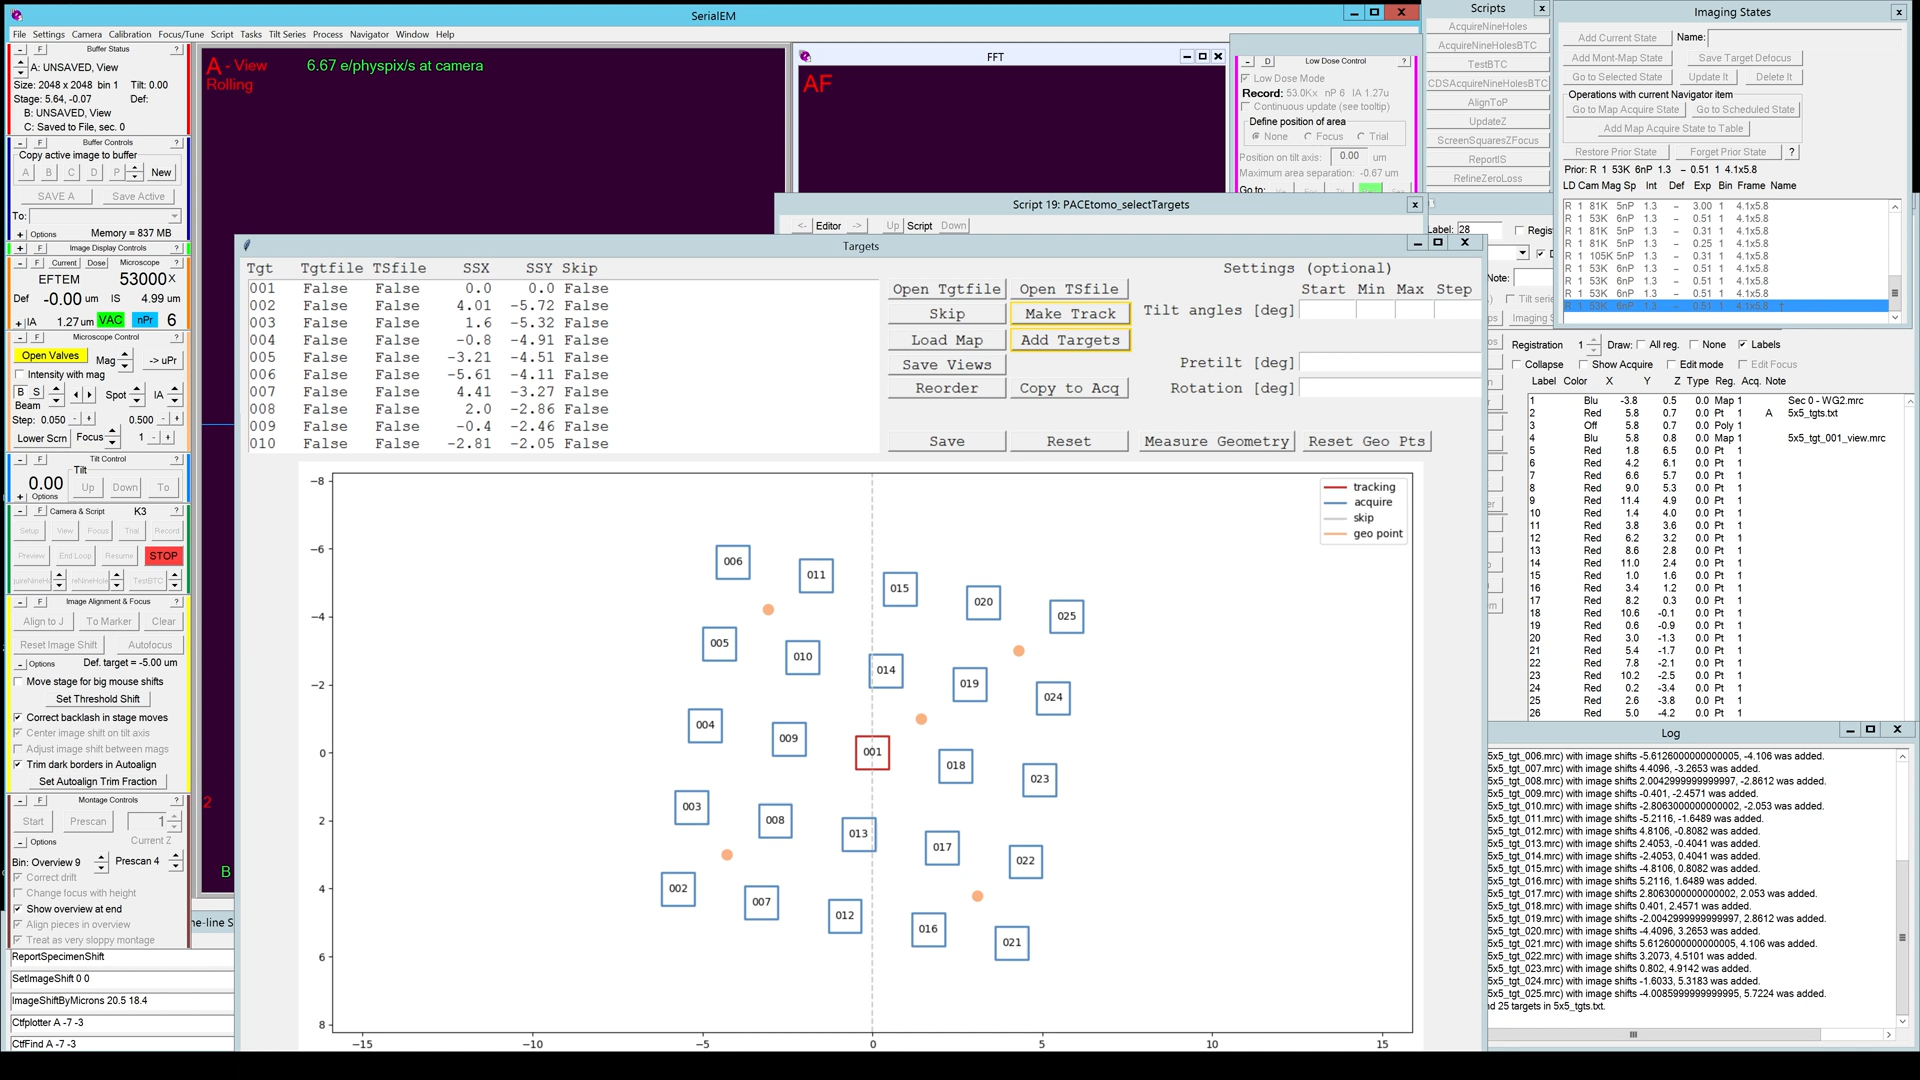 SerialEM
File Settings Camera Calibration Focus/Tune Script Tasks Tilt Series Process Navigator Window Help
- F Buffer Status ?
A: UNSAVED, View
Size: 2048 x 2048 bin 1 Tilt: 0.00
Stage: 5.64, -0.07 Def:
B: UNSAVED, View
C: Saved to File, sec. 0
- F Buffer Controls ?
Copy active image to buffer
A B C D P New
SAVE A Save Active
To:
+ Options Memory = 837 MB
+ F Image Display Controls ?
- F Current Dose Microscope ?
EFTEM 53000 X
Def -0.00 um IS 4.99 um
+ IA 1.27 um VAC nPr 6
- F Microscope Control ?
Open Valves Mag -> uPr
Intensity with mag
B S Spot IA
Beam
Step: 0.050 - + 0.500 - +
Lower Scrn Focus 1 - +
- F Tilt Control ?
Tilt
0.00 Up Down To
+ Options
- F Camera & Script K3 ?
Setup View Focus Trial Record
Preview End Loop Resume STOP
TestBTC
- F Image Alignment & Focus ?
Align to J To Marker Clear
Reset Image Shift Autofocus
- Options Def. target = -5.00 um
Move stage for big mouse shifts
Set Threshold Shift
Correct backlash in stage moves
Center image shift on tilt axis
Adjust image shift between mags
Trim dark borders in Autoalign
Set Autoalign Trim Fraction
- F Montage Controls ?
Start Prescan 1
- Options Current Z
Bin: Overview 9 Prescan 4
Correct drift
Change focus with height
Show overview at end
Align pieces in overview
Treat as very sloppy montage
ReportSpecimenShift
SetImageShift 0 0
ImageShiftByMicrons 20.5 18.4
Ctfplotter A -7 -3
CtfFind A -7 -3
A - View
Rolling
6.67 e/physpix/s at camera
2
B
ne-line S
FFT
AF
- D Low Dose Control ?
Low Dose Mode
Record: 53.0Kx nP 6 IA 1.27u
Continuous update (see tooltip)
Define position of area
None Focus Trial
Position on tilt axis: 0.00 um
Maximum area separation: -0.67 um
Go to:
Script 19: PACEtomo_selectTargets
<- Editor -> Up Script Down
Scripts
AcquireNineHoles
AcquireNineHolesBTC
TestBTC
CDSAcquireNineHolesBTC
AlignToP
UpdateZ
ScreenSquaresZFocus
ReportIS
RefineZeroLoss
Imaging States
Add Current State Name:
Add Mont-Map State Save Target Defocus
Go to Selected State Update It Delete It
Operations with current Navigator item
Go to Map Acquire State Go to Scheduled State
Add Map Acquire State to Table
Restore Prior State Forget Prior State ?
Prior: R 1 53K 6nP 1.3 – 0.51 1 4.1x5.8
LD Cam Mag Sp Int Def Exp Bin Frame Name
R 1 81K 5nP 1.3 – 3.00 1 4.1x5.8
R 1 81K 6nP 1.3 – 0.51 1 4.1x5.8
R 1 81K 5nP 1.3 – 0.31 1 4.1x5.8
R 1 81K 5nP 1.3 – 0.25 1 4.1x5.8
R 1 105K 5nP 1.3 – 0.31 1 4.1x5.8
R 1 53K 6nP 1.3 – 0.51 1 4.1x5.8
R 1 53K 6nP 1.3 – 0.51 1 4.1x5.8
R 1 53K 6nP 1.3 – 0.51 1 4.1x5.8
R 1 53K 6nP 1.3 – 0.51 1 4.1x5.8
Targets
Tgt Tgtfile TSfile SSX SSY Skip
001 False False 0.0 0.0 False
002 False False 4.01 -5.72 False
003 False False 1.6 -5.32 False
004 False False -0.8 -4.91 False
005 False False -3.21 -4.51 False
006 False False -5.61 -4.11 False
007 False False 4.41 -3.27 False
008 False False 2.0 -2.86 False
009 False False -0.4 -2.46 False
010 False False -2.81 -2.05 False
Open Tgtfile Open TSfile
Skip Make Track
Load Map Add Targets
Save Views
Reorder Copy to Acq
Save Reset Measure Geometry Reset Geo Pts
Settings (optional)
Start Min Max Step
Tilt angles [deg]
Pretilt [deg]
Rotation [deg]
tracking
acquire
skip
geo point
−8
−6
−4
−2
0
2
4
6
8
−15 −10 −5 0 5 10 15
006 011 015 020 025
005 010 014 019 024
004 009 001 018 023
003 008 013 017 022
002 007 012 016 021
Label: 28 Regis
Note:
Tilt series
Imaging S
Registration 1 Draw: All reg. None Labels
Collapse Show Acquire Edit mode Edit Focus
Label Color X Y Z Type Reg. Acq. Note
1 Blu -3.8 0.5 0.0 Map 1 Sec 0 - WG2.mrc
2 Red 5.8 0.7 0.0 Pt 1 A 5x5_tgts.txt
3 Off 5.8 0.7 0.0 Poly 1
4 Blu 5.8 0.8 0.0 Map 1 5x5_tgt_001_view.mrc
5 Red 1.8 6.5 0.0 Pt 1
6 Red 4.2 6.1 0.0 Pt 1
7 Red 6.6 5.7 0.0 Pt 1
8 Red 9.0 5.3 0.0 Pt 1
9 Red 11.4 4.9 0.0 Pt 1
10 Red 1.4 4.0 0.0 Pt 1
11 Red 3.8 3.6 0.0 Pt 1
12 Red 6.2 3.2 0.0 Pt 1
13 Red 8.6 2.8 0.0 Pt 1
14 Red 11.0 2.4 0.0 Pt 1
15 Red 1.0 1.6 0.0 Pt 1
16 Red 3.4 1.2 0.0 Pt 1
17 Red 8.2 0.3 0.0 Pt 1
18 Red 10.6 -0.1 0.0 Pt 1
19 Red 0.6 -0.9 0.0 Pt 1
20 Red 3.0 -1.3 0.0 Pt 1
21 Red 5.4 -1.7 0.0 Pt 1
22 Red 7.8 -2.1 0.0 Pt 1
23 Red 10.2 -2.5 0.0 Pt 1
24 Red 0.2 -3.4 0.0 Pt 1
25 Red 2.6 -3.8 0.0 Pt 1
26 Red 5.0 -4.2 0.0 Pt 1
Log
5x5_tgt_006.mrc) with image shifts -5.6126000000000005, -4.106 was added.
5x5_tgt_007.mrc) with image shifts 4.4096, -3.2653 was added.
5x5_tgt_008.mrc) with image shifts 2.0042999999999997, -2.8612 was added.
5x5_tgt_009.mrc) with image shifts -0.401, -2.4571 was added.
5x5_tgt_010.mrc) with image shifts -2.8063000000000002, -2.053 was added.
5x5_tgt_011.mrc) with image shifts -5.2116, -1.6489 was added.
5x5_tgt_012.mrc) with image shifts 4.8106, -0.8082 was added.
5x5_tgt_013.mrc) with image shifts 2.4053, -0.4041 was added.
5x5_tgt_014.mrc) with image shifts -2.4053, 0.4041 was added.
5x5_tgt_015.mrc) with image shifts -4.8106, 0.8082 was added.
5x5_tgt_016.mrc) with image shifts 5.2116, 1.6489 was added.
5x5_tgt_017.mrc) with image shifts 2.8063000000000002, 2.053 was added.
5x5_tgt_018.mrc) with image shifts 0.401, 2.4571 was added.
5x5_tgt_019.mrc) with image shifts -2.0042999999999997, 2.8612 was added.
5x5_tgt_020.mrc) with image shifts -4.4096, 3.2653 was added.
5x5_tgt_021.mrc) with image shifts 5.6126000000000005, 4.106 was added.
5x5_tgt_022.mrc) with image shifts 3.2073, 4.5101 was added.
5x5_tgt_023.mrc) with image shifts 0.802, 4.9142 was added.
5x5_tgt_024.mrc) with image shifts -1.6033, 5.3183 was added.
5x5_tgt_025.mrc) with image shifts -4.0085999999999995, 5.7224 was added.
nd 25 targets in 5x5_tgts.txt.